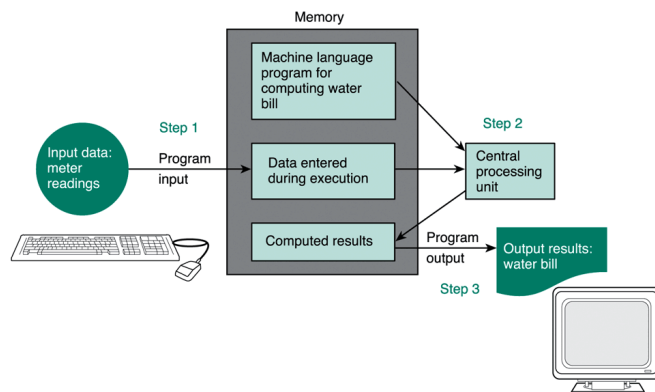 Memory
Machine language
program for
computing water
bill
Step 1
Step 2
Input data:
meter
readings
Program
input
Data entered
during execution
Central
processing
unit
Computed results
Program
output
Output results:
water bill
Step 3